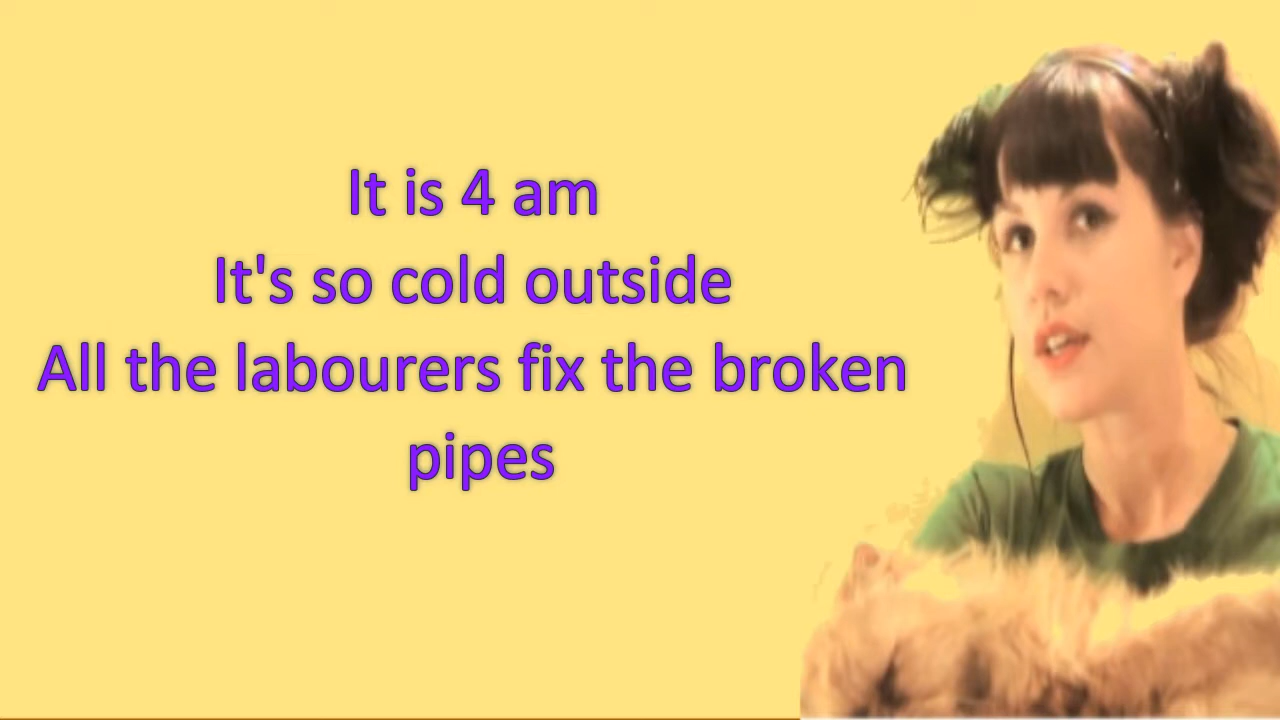 It is 4 am
It's so cold outside
All the labourers fix the broken
pipes